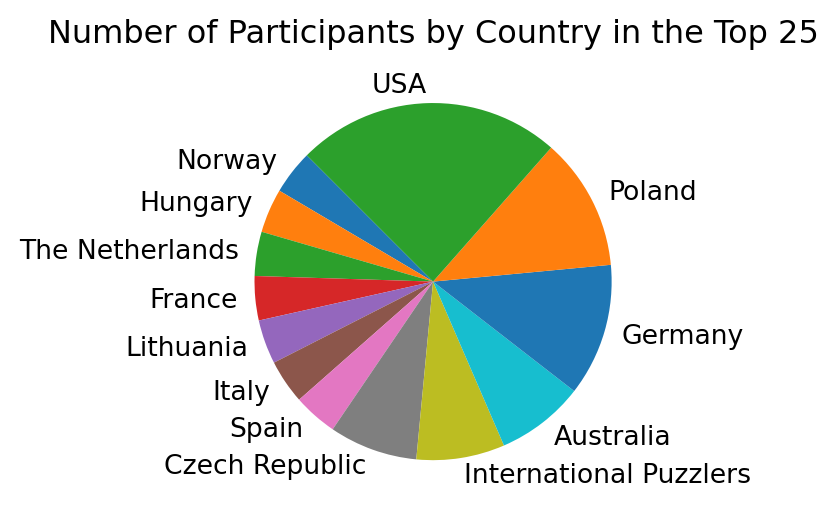 Number of Participants by Country in the Top 25
USA
Norway
Poland
Hungary
The Netherlands
France
Germany
Lithuania
Italy
Spain
Australia
Czech Republic
International Puzzlers